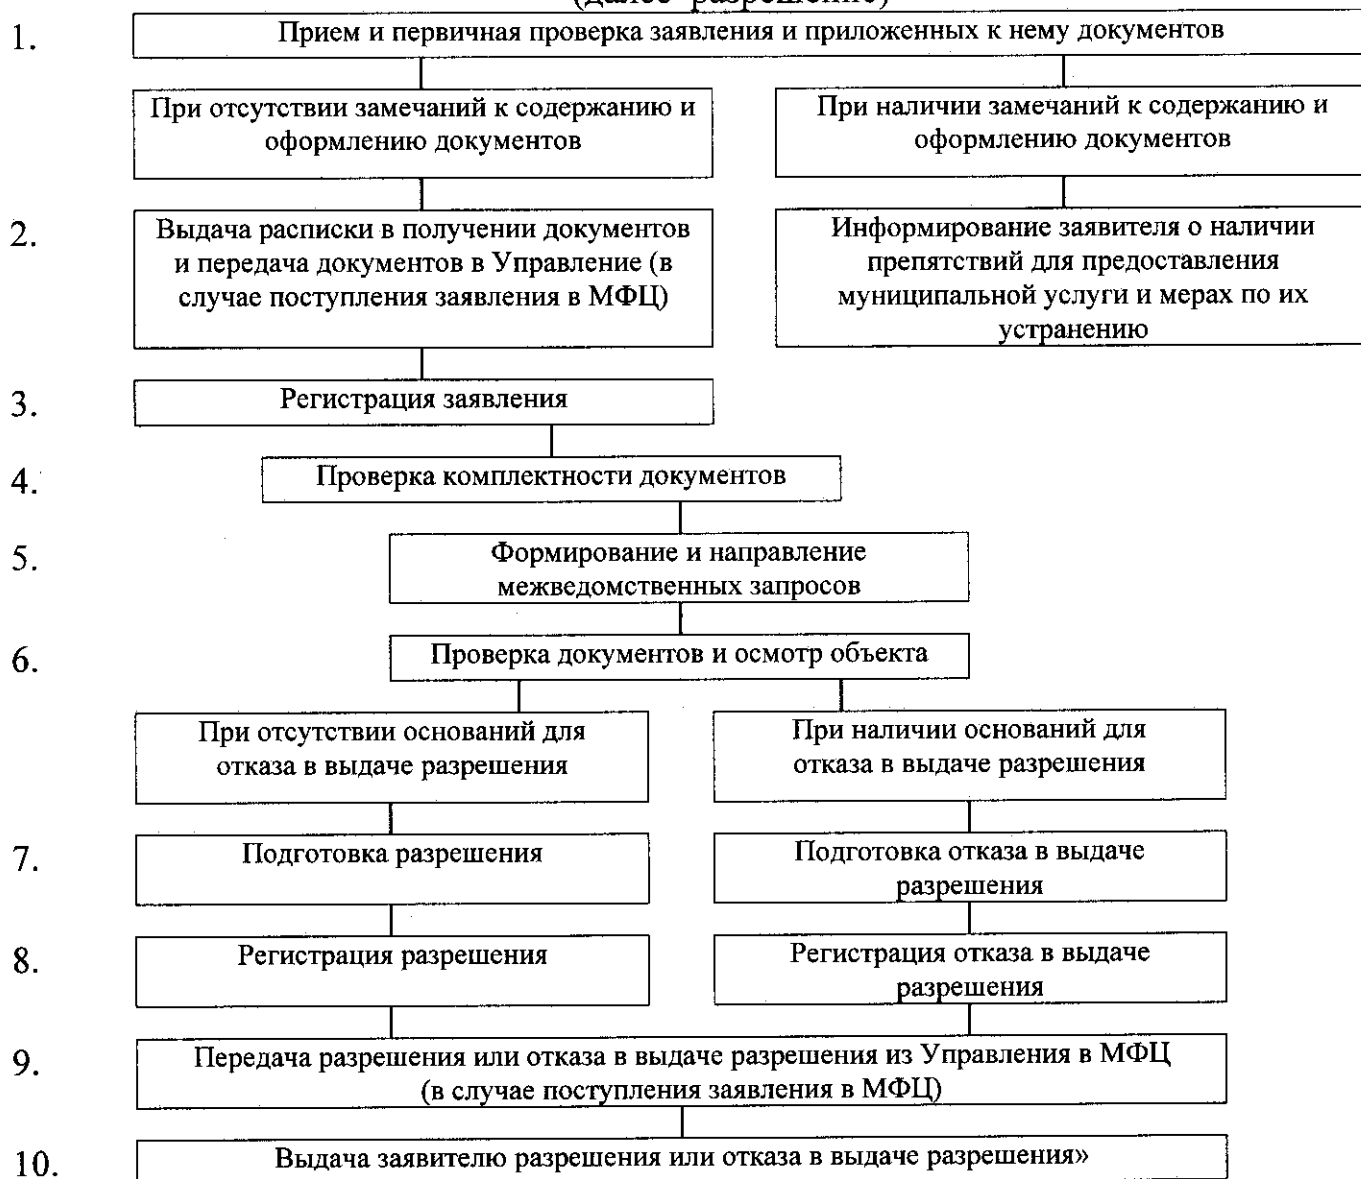 (далее разрешение)
1.
Прием и первичная проверка заявления и приложенных к нему документов
При отсутствии замечаний к содержанию и
оформлению документов
При наличии замечаний к содержанию и
оформлению документов
2.
Выдача расписки в получении документов
и передача документов в Управление (в
случае поступления заявления в МФЦ)
Информирование заявителя о наличии
препятствий для предоставления
муниципальной услуги и мерах по их
устранению
3.
Регистрация заявления
4.
Проверка комплектности документов
5.
Формирование и направление
межведомственных запросов
6.
Проверка документов и осмотр объекта
При отсутствии оснований для
отказа в выдаче разрешения
При наличии оснований для
отказа в выдаче разрешения
7.
Подготовка разрешения
Подготовка отказа в выдаче
разрешения
8.
Регистрация разрешения
Регистрация отказа в выдаче
разрешения
9.
Передача разрешения или отказа в выдаче разрешения из Управления в МФЦ
(в случае поступления заявления в МФЦ)
10.
Выдача заявителю разрешения или отказа в выдаче разрешения»